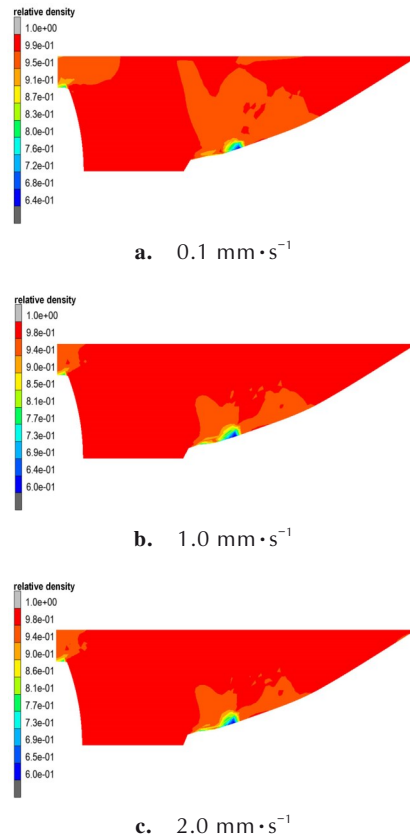 relative density
1.0e+00
9.9e-01
9.5e-01
9.1e-01
8.7e-01
8.3e-01
8.0e-01
7.6e-01
7.2e-01
6.8e-01
6.4e-01
a. 0.1 mm·s⁻¹
relative density
1.0e+00
9.8e-01
9.4e-01
9.0e-01
8.5e-01
8.1e-01
7.7e-01
7.3e-01
6.9e-01
6.4e-01
6.0e-01
b. 1.0 mm·s⁻¹
relative density
1.0e+00
9.8e-01
9.4e-01
9.0e-01
8.6e-01
8.1e-01
7.7e-01
7.3e-01
6.9e-01
6.5e-01
6.0e-01
c. 2.0 mm·s⁻¹